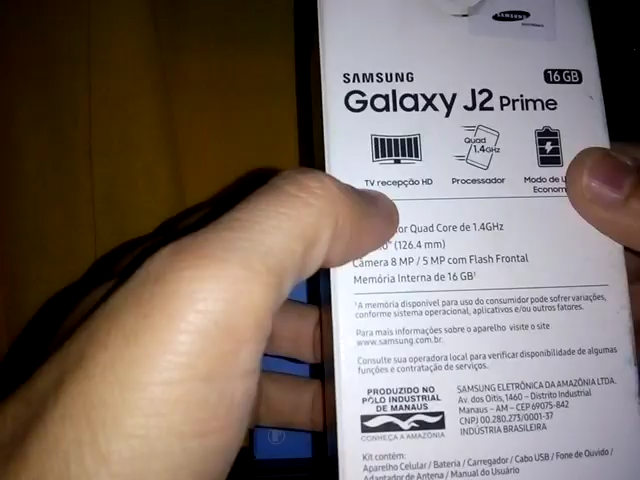 SAMSUNG
SAMSUNG
16 GB
Galaxy J2 Prime
Quad
1.4GHz
TV recepção HD
Processador
Modo de
Econom
Quad Core de 1.4GHz
(126.4 mm)
Câmera 8 MP / 5 MP com Flash Frontal
Memória Interna de 16 GB¹
¹A memória disponível para uso do consumidor pode sofrer variações,
conforme sistema operacional, aplicativos e/ou outros fatores.
Para mais informações sobre o aparelho visite o site
www.samsung.com.br.
Consulte sua operadora local para verificar disponibilidade de algumas
funções e contratação de serviços.
PRODUZIDO NO
PÓLO INDUSTRIAL
DE MANAUS
CONHEÇA A AMAZÔNIA
SAMSUNG ELETRÔNICA DA AMAZÔNIA LTDA.
Av. dos Oitis, 1460 – Distrito Industrial
Manaus – AM – CEP 69075-842
CNPJ 00.280.273/0001-37
INDÚSTRIA BRASILEIRA
Kit contém:
Aparelho Celular / Bateria / Carregador / Cabo USB / Fone de Ouvido /
Adaptador de Antena / Manual do Usuário